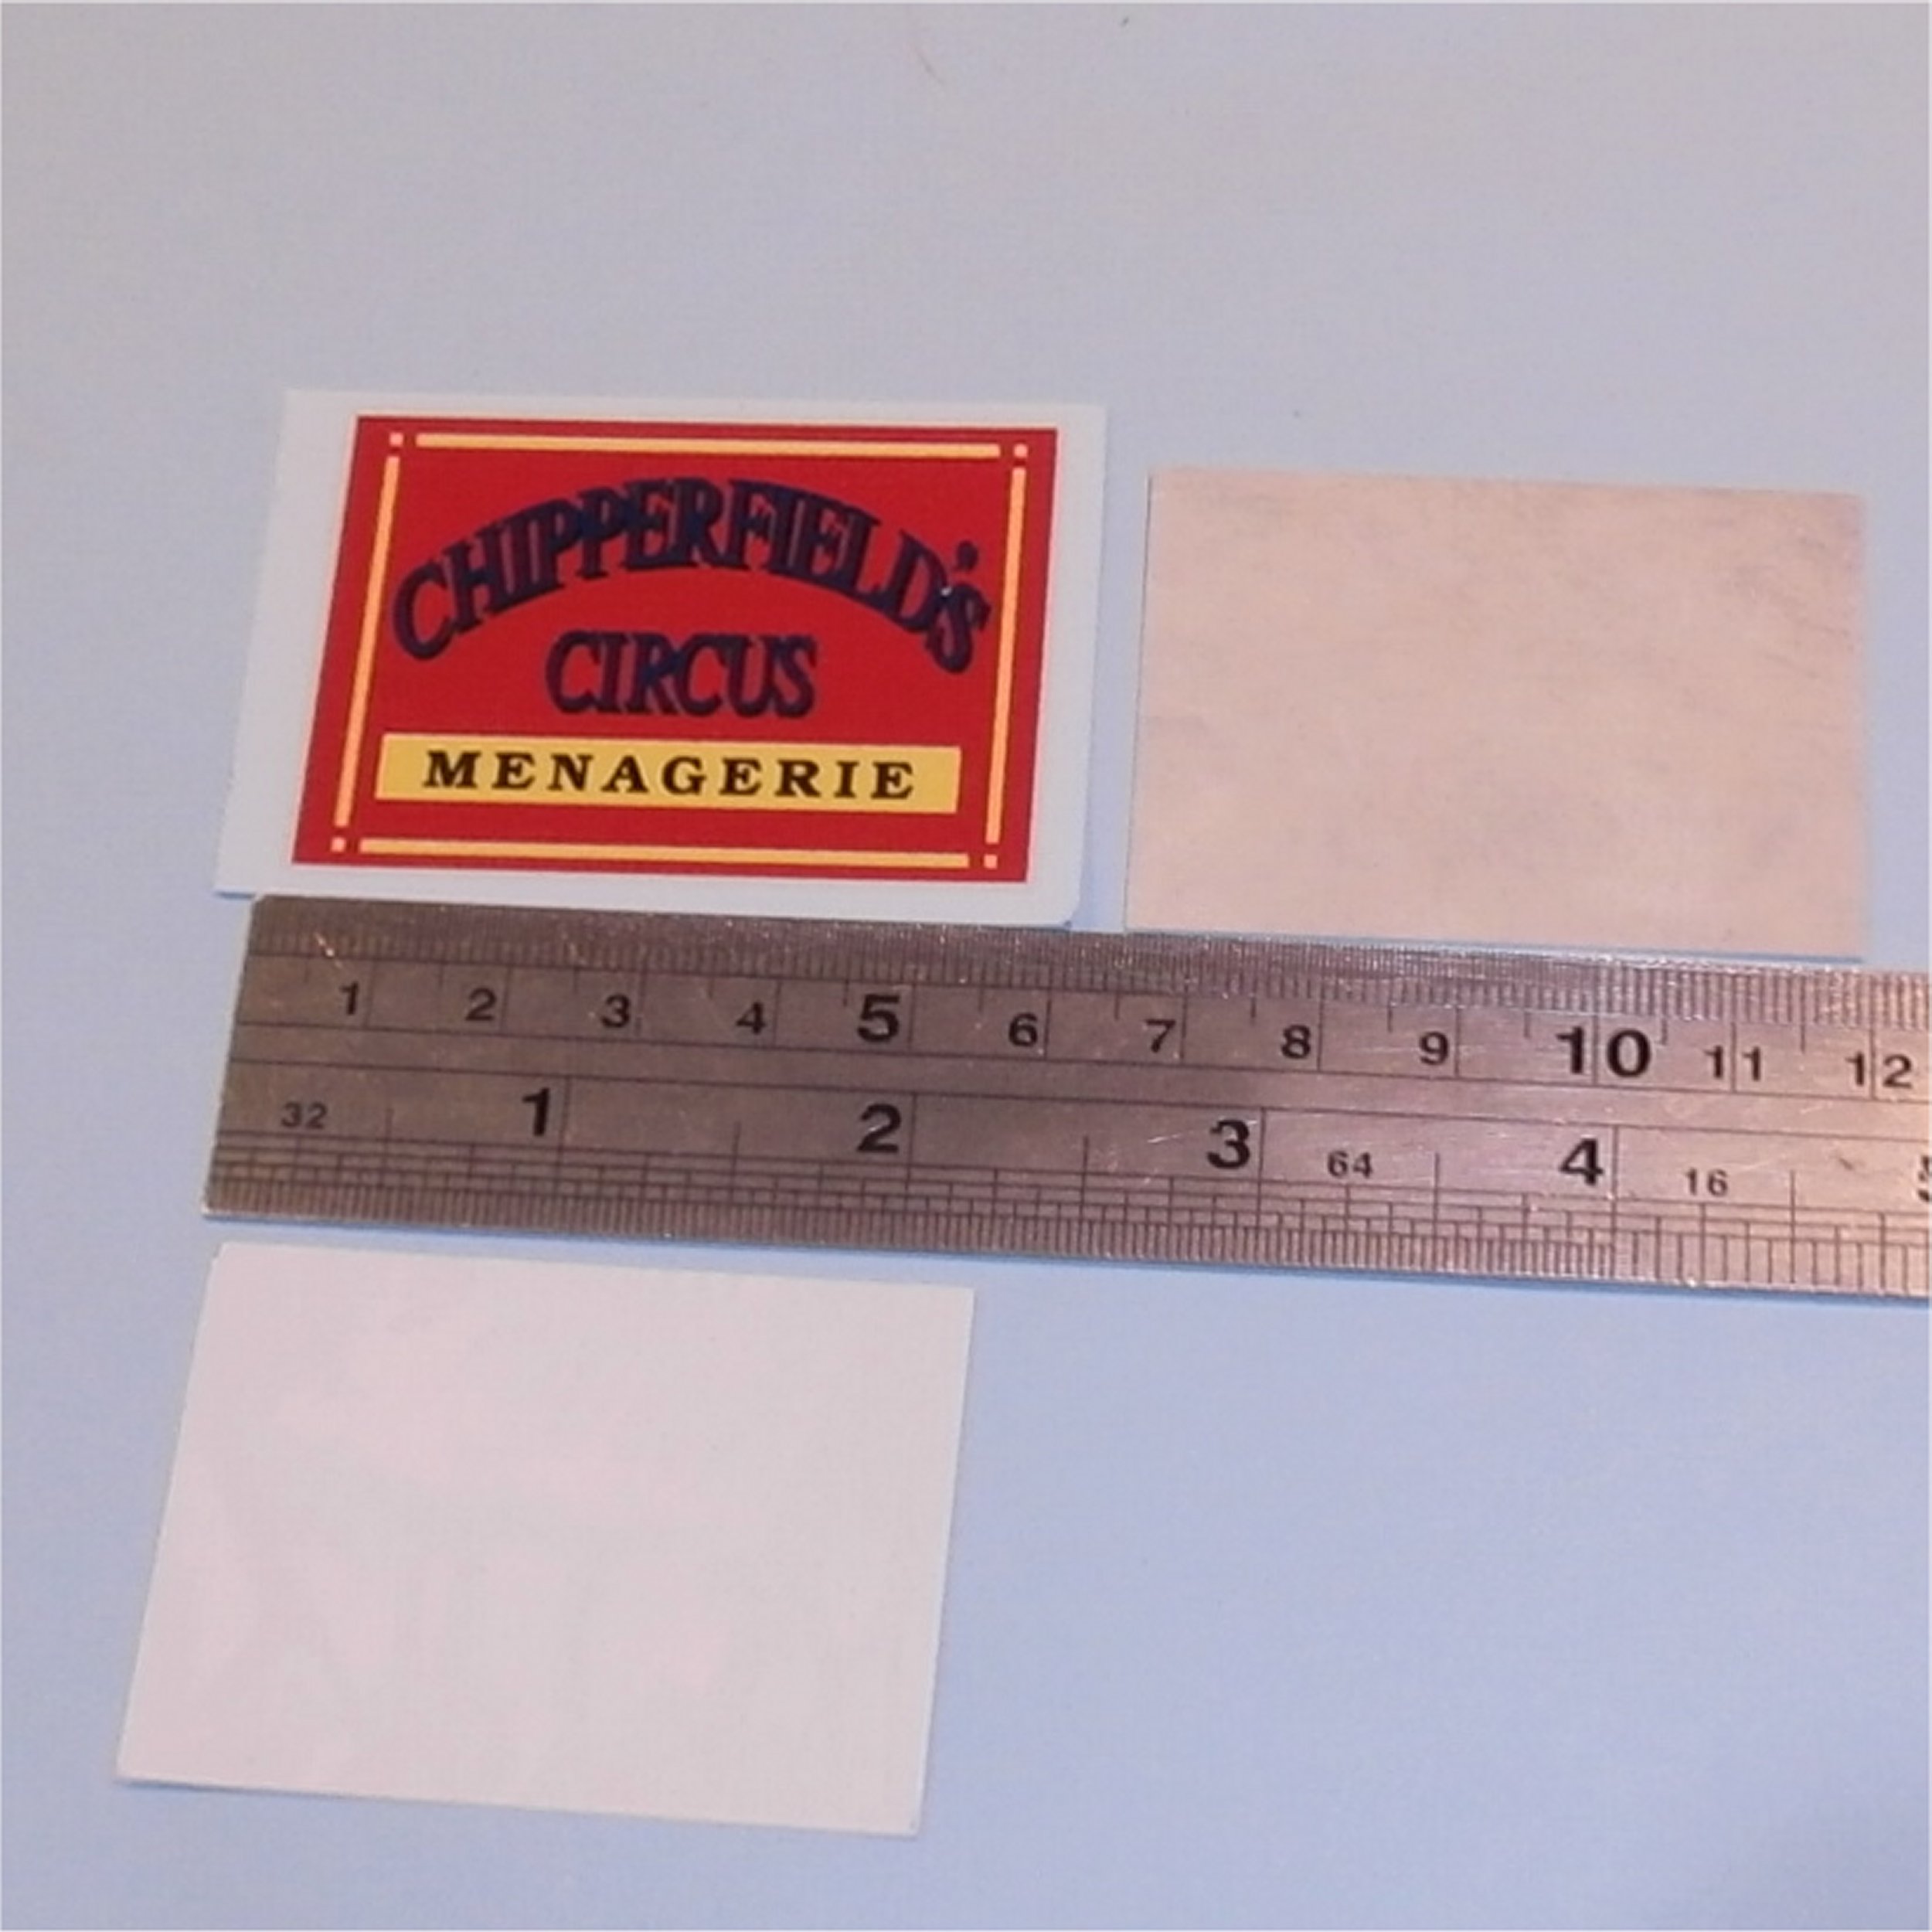 CHIPPERFIELD'S
CIRCUS
MENAGERIE
1 2 3 4 5 6 7 8 9 10 11 12
32 1 2 3 64 4 16 5